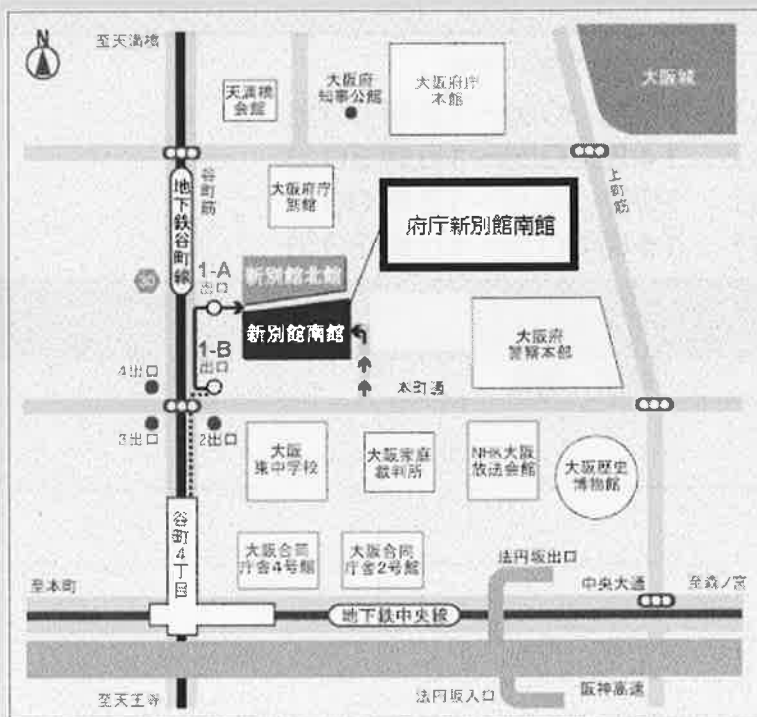 N
至天満橋
天満橋
会館
大阪府
知事公館
大阪府庁
本館
大阪城
谷町筋
地下鉄谷町線
大阪府庁
別館
上町筋
府庁新別館南館
30
1-A
出口
新別館北館
新別館南館
1-B
出口
大阪府
警察本部
4出口
本町通
3出口
2出口
大阪
東中学校
大阪家庭
裁判所
NHK大阪
放送会館
大阪歴史
博物館
谷町4丁目
大阪合同
庁舎4号館
大阪合同
庁舎2号館
法円坂出口
至本町
中央大通
至森ノ宮
地下鉄中央線
至天王寺
法円坂入口
阪神高速